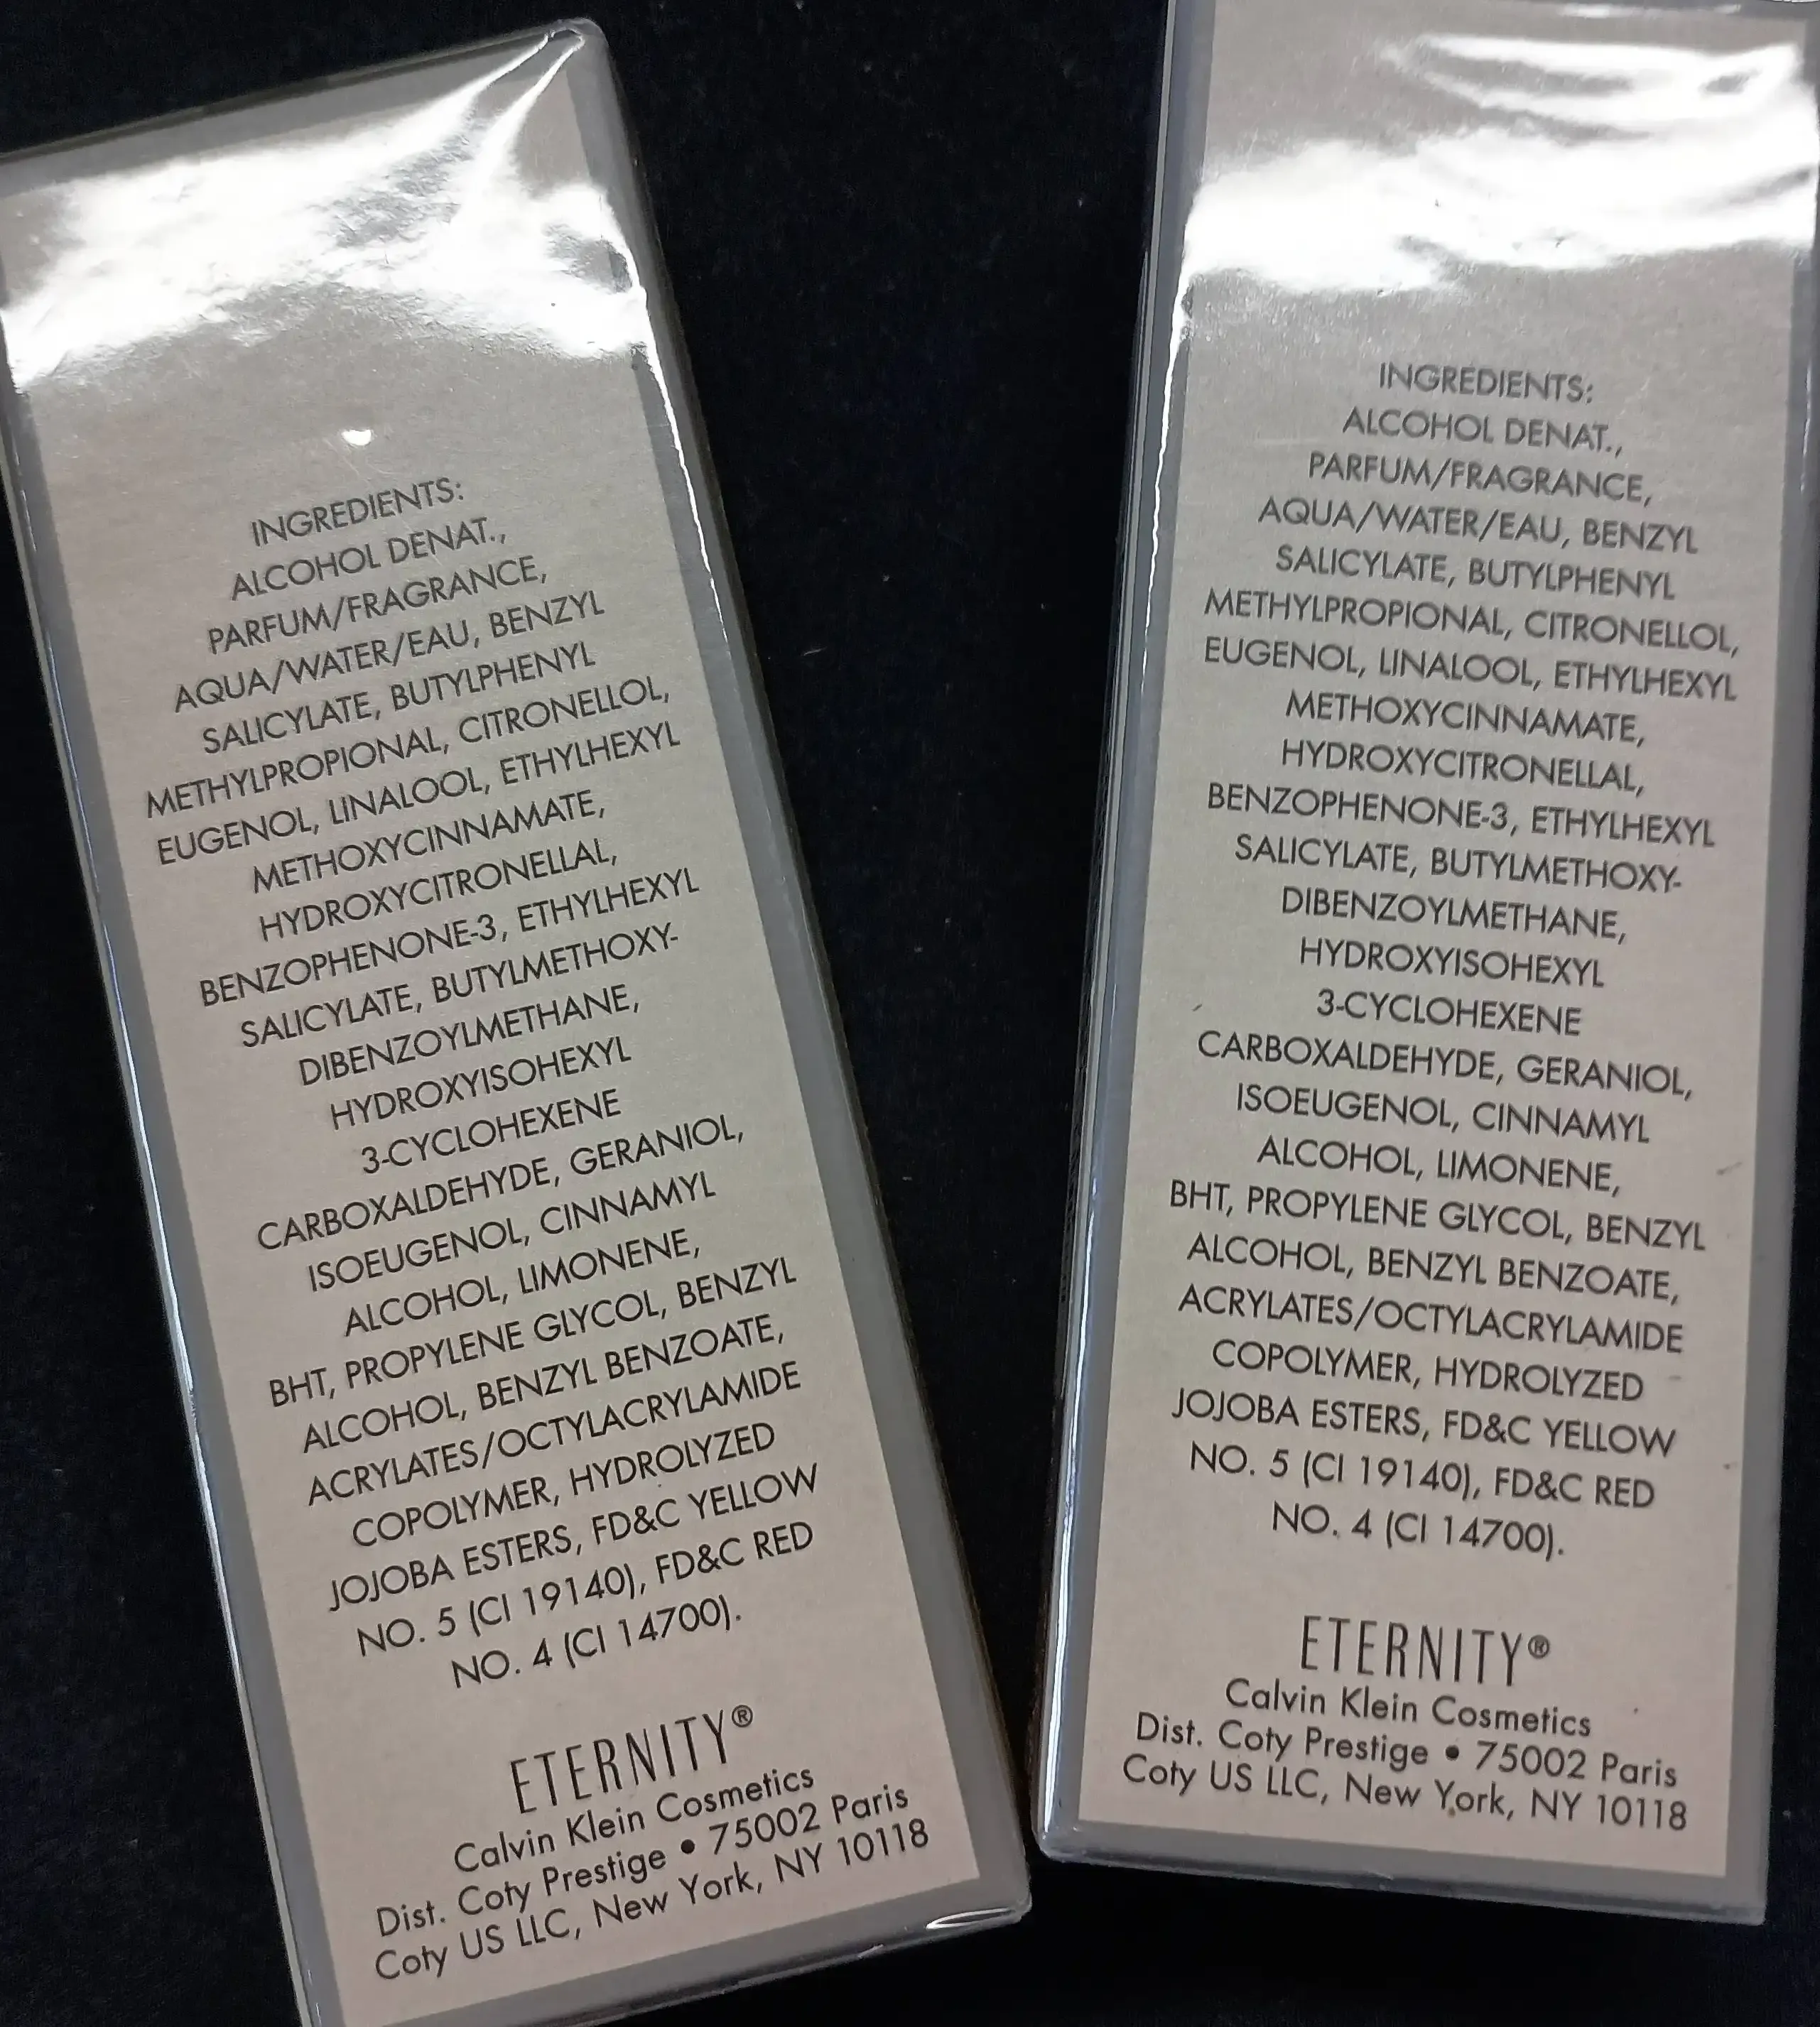 INGREDIENTS:
ALCOHOL DENAT.,
PARFUM/FRAGRANCE,
AQUA/WATER/EAU, BENZYL
SALICYLATE, BUTYLPHENYL
METHYLPROPIONAL, CITRONELLOL,
EUGENOL, LINALOOL, ETHYLHEXYL
METHOXYCINNAMATE,
HYDROXYCITRONELLAL,
BENZOPHENONE-3, ETHYLHEXYL
SALICYLATE, BUTYLMETHOXY-
DIBENZOYLMETHANE,
HYDROXYISOHEXYL
3-CYCLOHEXENE
CARBOXALDEHYDE, GERANIOL,
ISOEUGENOL, CINNAMYL
ALCOHOL, LIMONENE,
BHT, PROPYLENE GLYCOL, BENZYL
ALCOHOL, BENZYL BENZOATE,
ACRYLATES/OCTYLACRYLAMIDE
COPOLYMER, HYDROLYZED
JOJOBA ESTERS, FD&C YELLOW
NO. 5 (CI 19140), FD&C RED
NO. 4 (CI 14700).
ETERNITY®
Calvin Klein Cosmetics
Dist. Coty Prestige • 75002 Paris
Coty US LLC, New York, NY 10118
INGREDIENTS:
ALCOHOL DENAT.,
PARFUM/FRAGRANCE,
AQUA/WATER/EAU, BENZYL
SALICYLATE, BUTYLPHENYL
METHYLPROPIONAL, CITRONELLOL,
EUGENOL, LINALOOL, ETHYLHEXYL
METHOXYCINNAMATE,
HYDROXYCITRONELLAL,
BENZOPHENONE-3, ETHYLHEXYL
SALICYLATE, BUTYLMETHOXY-
DIBENZOYLMETHANE,
HYDROXYISOHEXYL
3-CYCLOHEXENE
CARBOXALDEHYDE, GERANIOL,
ISOEUGENOL, CINNAMYL
ALCOHOL, LIMONENE,
BHT, PROPYLENE GLYCOL, BENZYL
ALCOHOL, BENZYL BENZOATE,
ACRYLATES/OCTYLACRYLAMIDE
COPOLYMER, HYDROLYZED
JOJOBA ESTERS, FD&C YELLOW
NO. 5 (CI 19140), FD&C RED
NO. 4 (CI 14700).
ETERNITY®
Calvin Klein Cosmetics
Dist. Coty Prestige • 75002 Paris
Coty US LLC, New York, NY 10118